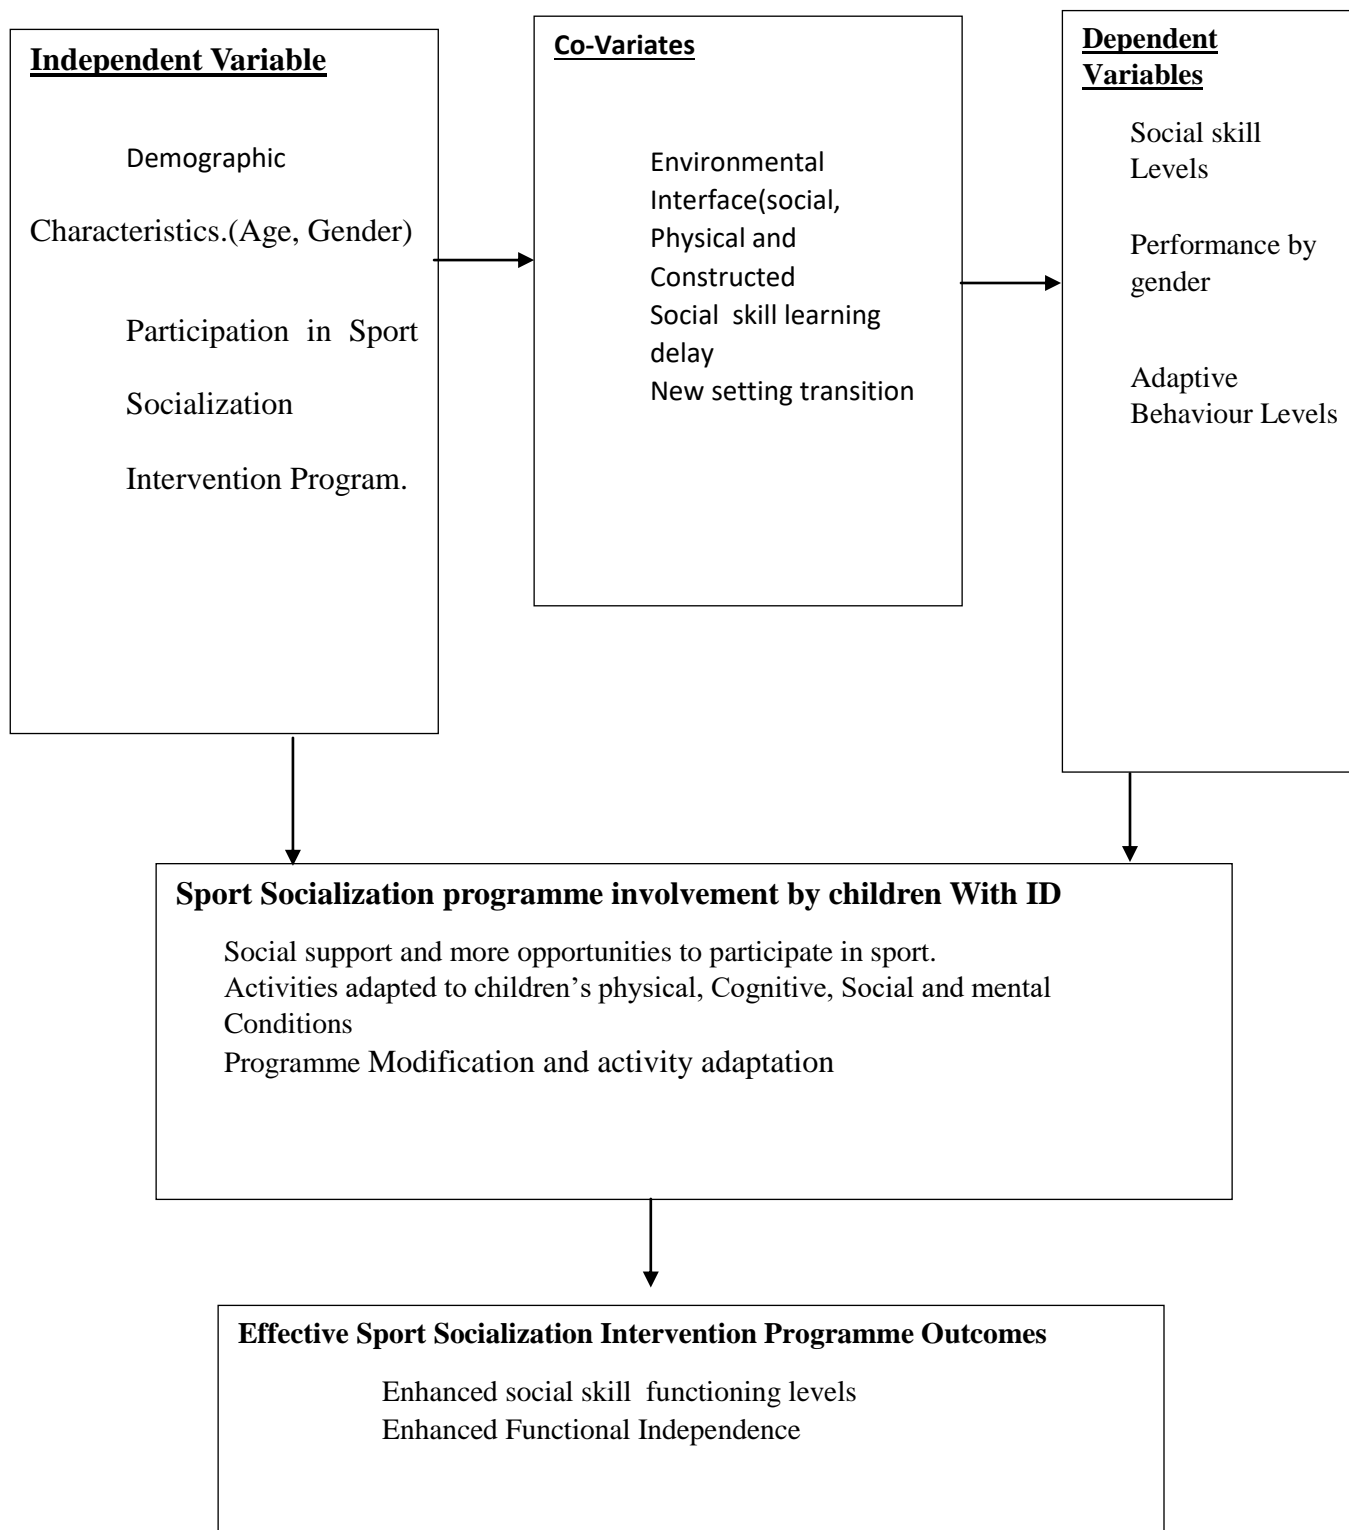 Independent Variable
Demographic
Characteristics.(Age, Gender)
Participation in Sport
Socialization
Intervention Program.
Co-Variates
Environmental
Interface(social,
Physical and
Constructed
Social skill learning
delay
New setting transition
Dependent
Variables
Social skill
Levels
Performance by
gender
Adaptive
Behaviour Levels
Sport Socialization programme involvement by children With ID
Social support and more opportunities to participate in sport.
Activities adapted to children’s physical, Cognitive, Social and mental
Conditions
Programme Modification and activity adaptation
Effective Sport Socialization Intervention Programme Outcomes
Enhanced social skill functioning levels
Enhanced Functional Independence